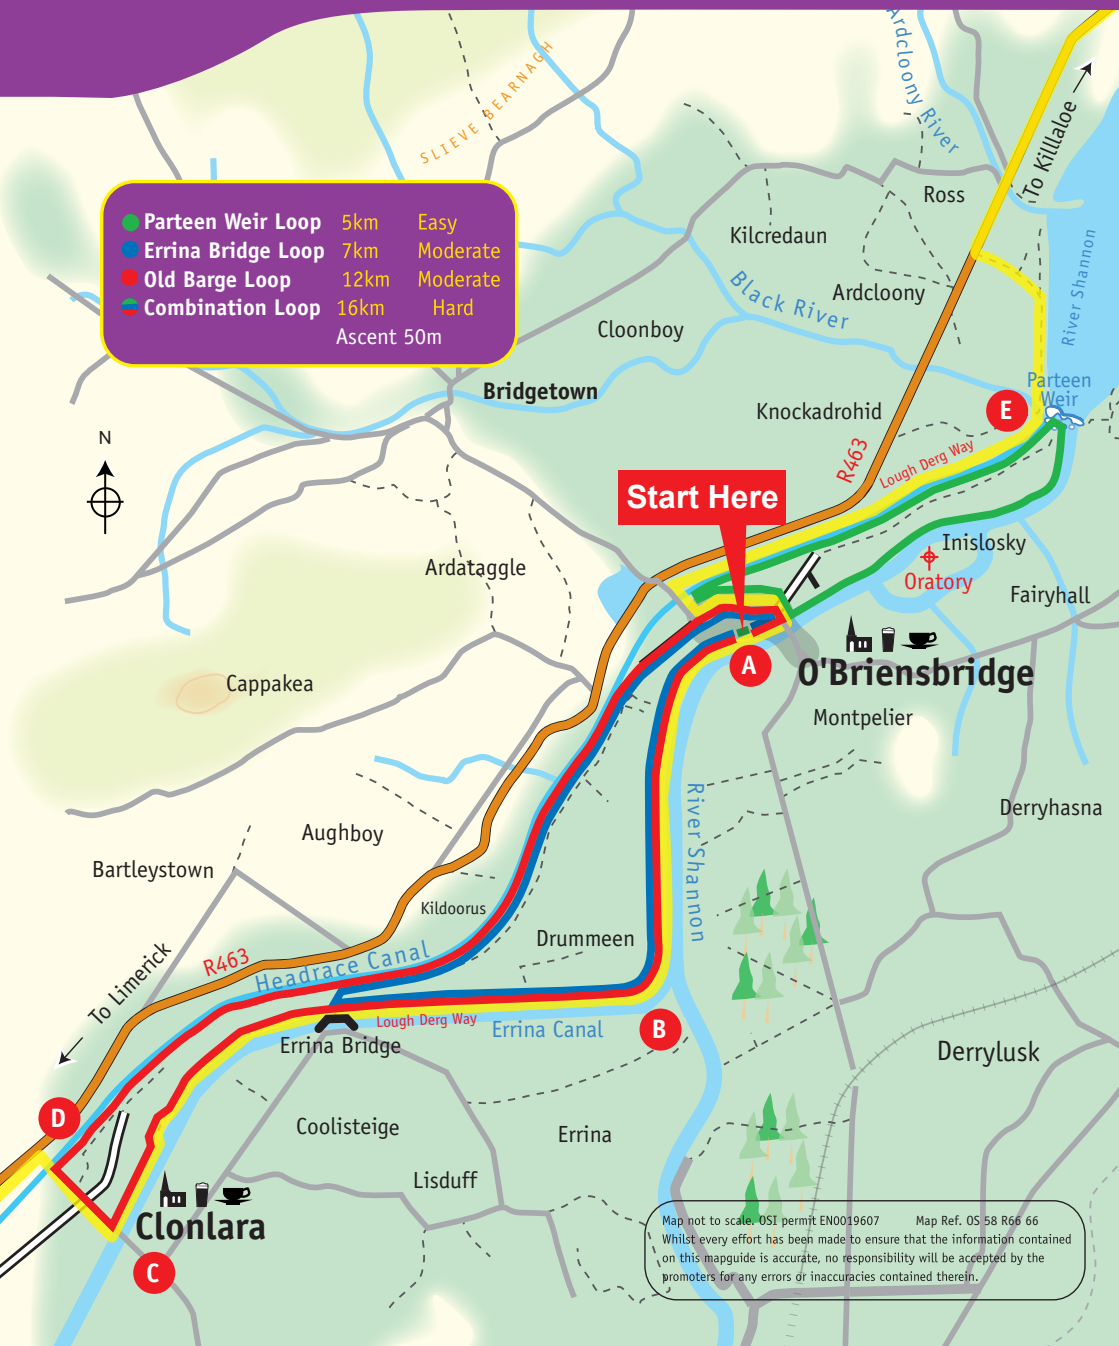 Ardcloony River
SLIEVE BEARNAGH
To Killaloe
Ross
Parteen Weir Loop 5km Easy
Errina Bridge Loop 7km Moderate
Old Barge Loop 12km Moderate
Combination Loop 16km Hard
Ascent 50m
Kilcredaun
River Shannon
Black River
Ardcloony
Cloonboy
Parteen
Weir
Bridgetown
Knockadrohid
E
N
R463
Lough Derg Way
Start Here
Inislosky
Ardataggle
Oratory
Fairyhall
A
O'Briensbridge
Cappakea
Montpelier
River Shannon
Derryhasna
Aughboy
Bartleystown
Kildoorus
Drummeen
To Limerick
R463
Headrace Canal
Lough Derg Way
Errina Canal
B
Errina Bridge
Derrylusk
D
Coolisteige
Errina
Lisduff
Clonlara
C
Map not to scale. OSI permit EN0019607 Map Ref. OS 58 R66 66
Whilst every effort has been made to ensure that the information contained
on this mapguide is accurate, no responsibility will be accepted by the
promoters for any errors or inaccuracies contained therein.